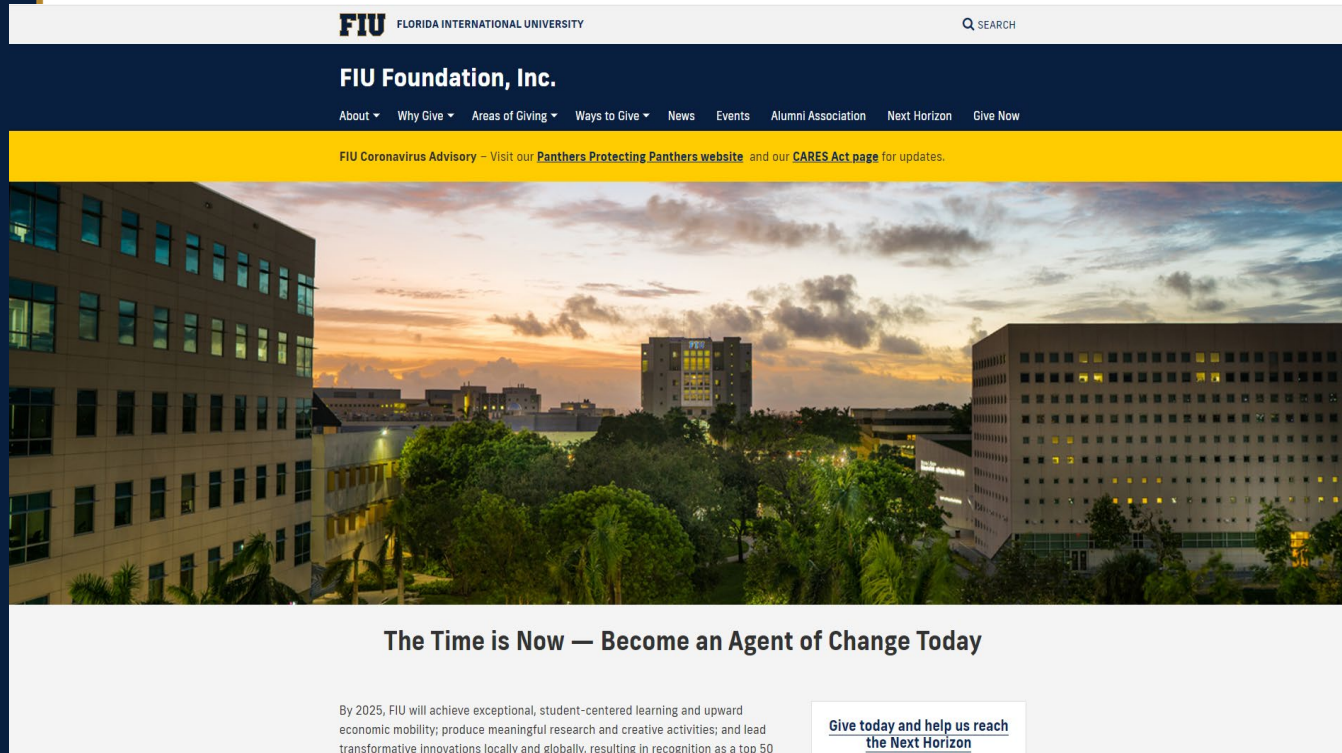 FIU FLORIDA INTERNATIONAL UNIVERSITY
SEARCH
FIU Foundation, Inc.
About Why Give Areas of Giving Ways to Give News Events Alumni Association Next Horizon Give Now
FIU Coronavirus Advisory – Visit our Panthers Protecting Panthers website and our CARES Act page for updates.
FIU
The Time is Now — Become an Agent of Change Today
By 2025, FIU will achieve exceptional, student-centered learning and upward
economic mobility; produce meaningful research and creative activities; and lead
transformative innovations locally and globally, resulting in recognition as a top 50
Give today and help us reach
the Next Horizon